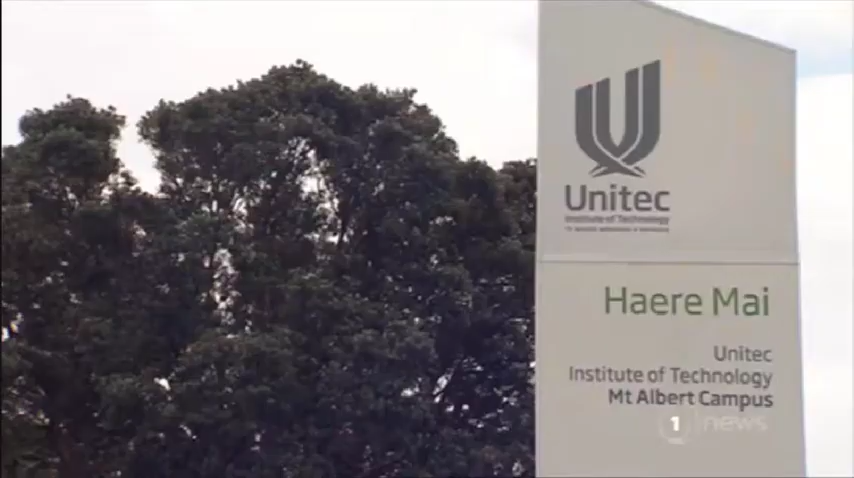 Unitec
Institute of Technology
Haere Mai
Unitec
Institute of Technology
Mt Albert Campus
1 news